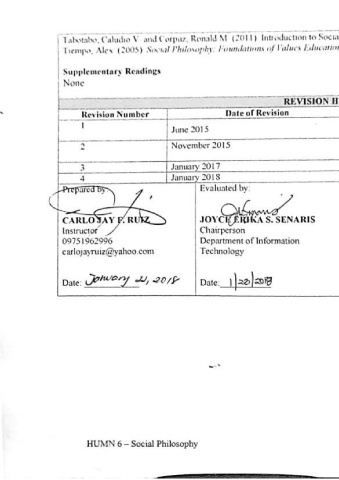 Tabotabo, Caludio V. and Corpuz, Ronald M. (2011) Introduction to Socia
Tiempo, Alex. (2005) Social Philosophy: Foundations of Values Education
Supplementary Readings
None
REVISION H
Revision Number Date of Revision
1 June 2015
2 November 2015
3 January 2017
4 January 2018
Prepared by
CARLO JAY F. RUIZ
Instructor
09751962996
carlojayruiz@yahoo.com
Date: January 22, 2018
Evaluated by:
JOYCE ERIKA S. SENARIS
Chairperson
Department of Information
Technology
Date: 1/22/2018
HUMN 6 – Social Philosophy